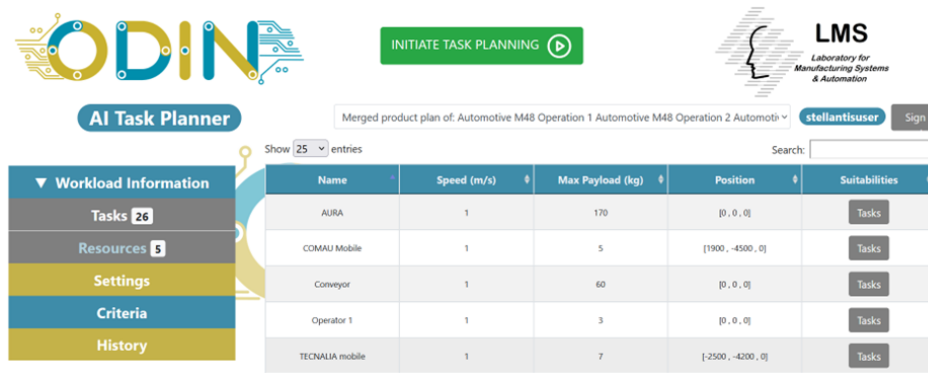 ODIN
INITIATE TASK PLANNING
LMS
Laboratory for
Manufacturing Systems
& Automation
AI Task Planner
Merged product plan of: Automotive M48 Operation 1 Automotive M48 Operation 2 Automoti
stellantisuser
Sign
Show 25 entries
Search:
▼ Workload Information
Tasks 26
Resources 5
Settings
Criteria
History
Name Speed (m/s) Max Payload (kg) Position Suitabilities
AURA 1 170 [0 , 0 , 0] Tasks
COMAU Mobile 1 5 [1900 , -4500 , 0] Tasks
Conveyor 1 60 [0 , 0 , 0] Tasks
Operator 1 1 3 [0 , 0 , 0] Tasks
TECNALIA mobile 1 7 [-2500 , -4200 , 0] Tasks